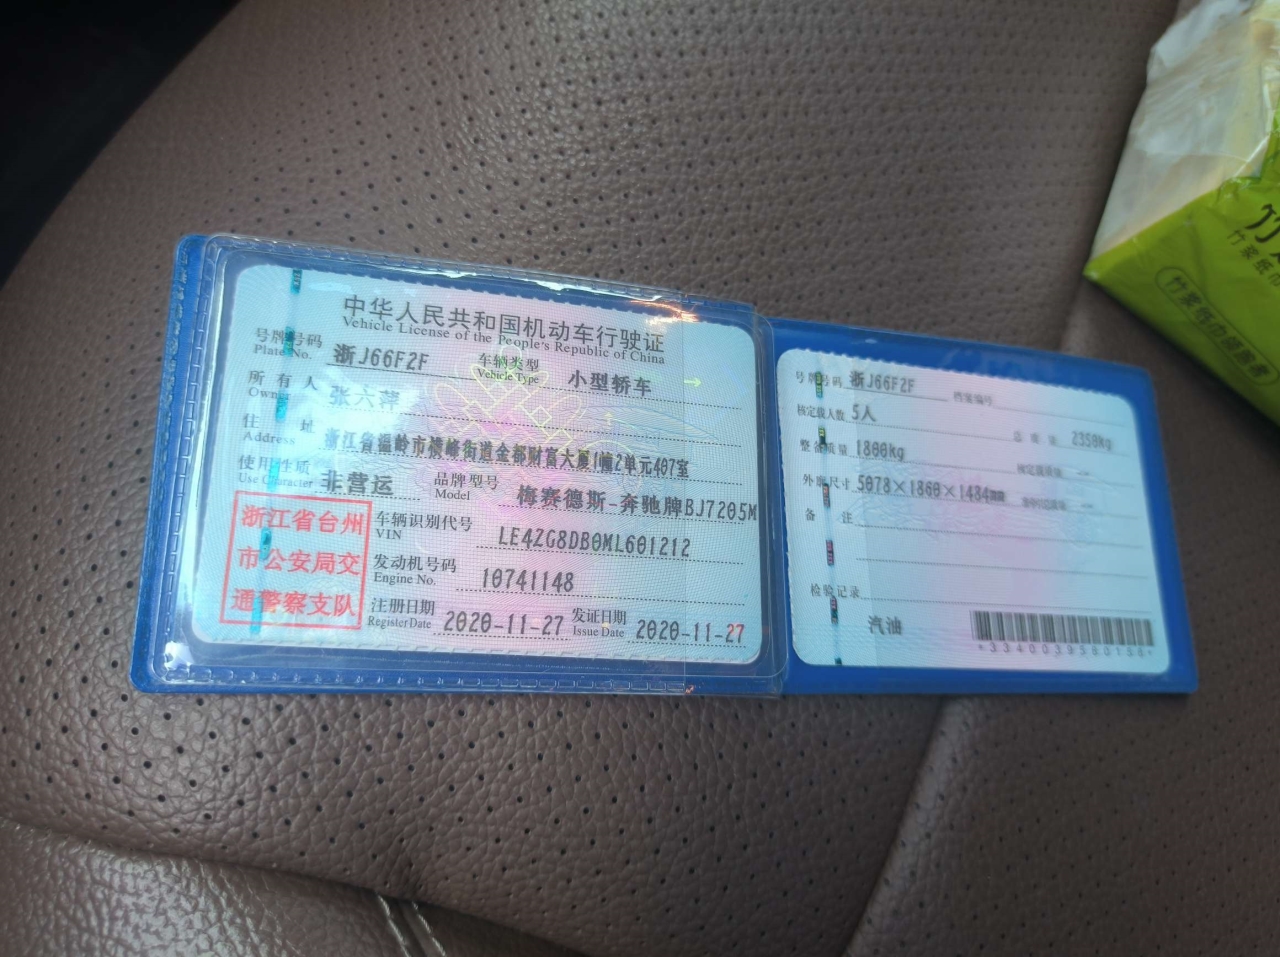 中华人民共和国机动车行驶证
Vehicle License of the People's Republic of China
号牌号码 浙J66F2F 车辆类型 小型轿车
Plate No. Vehicle Type
所有人 张六萍
Owner
住址 浙江省温岭市横峰街道金都财富大厦1幢2单元407室
Address
使用性质 非营运 品牌型号 梅赛德斯-奔驰牌BJ7205M
Use Character Model
浙江省台州
市公安局交
通警察支队
车辆识别代号 LE4ZG8DB0ML601212
VIN
发动机号码 10741148
Engine No.
注册日期 2020-11-27 发证日期 2020-11-27
Register Date Issue Date
号牌号码 浙J66F2F 档案编号
核定载人数 5人 总质量 2350kg
整备质量 1800kg 核定载质量 --
外廓尺寸 5078×1860×1484mm --
备注
检验记录
汽油
竹浆纸巾